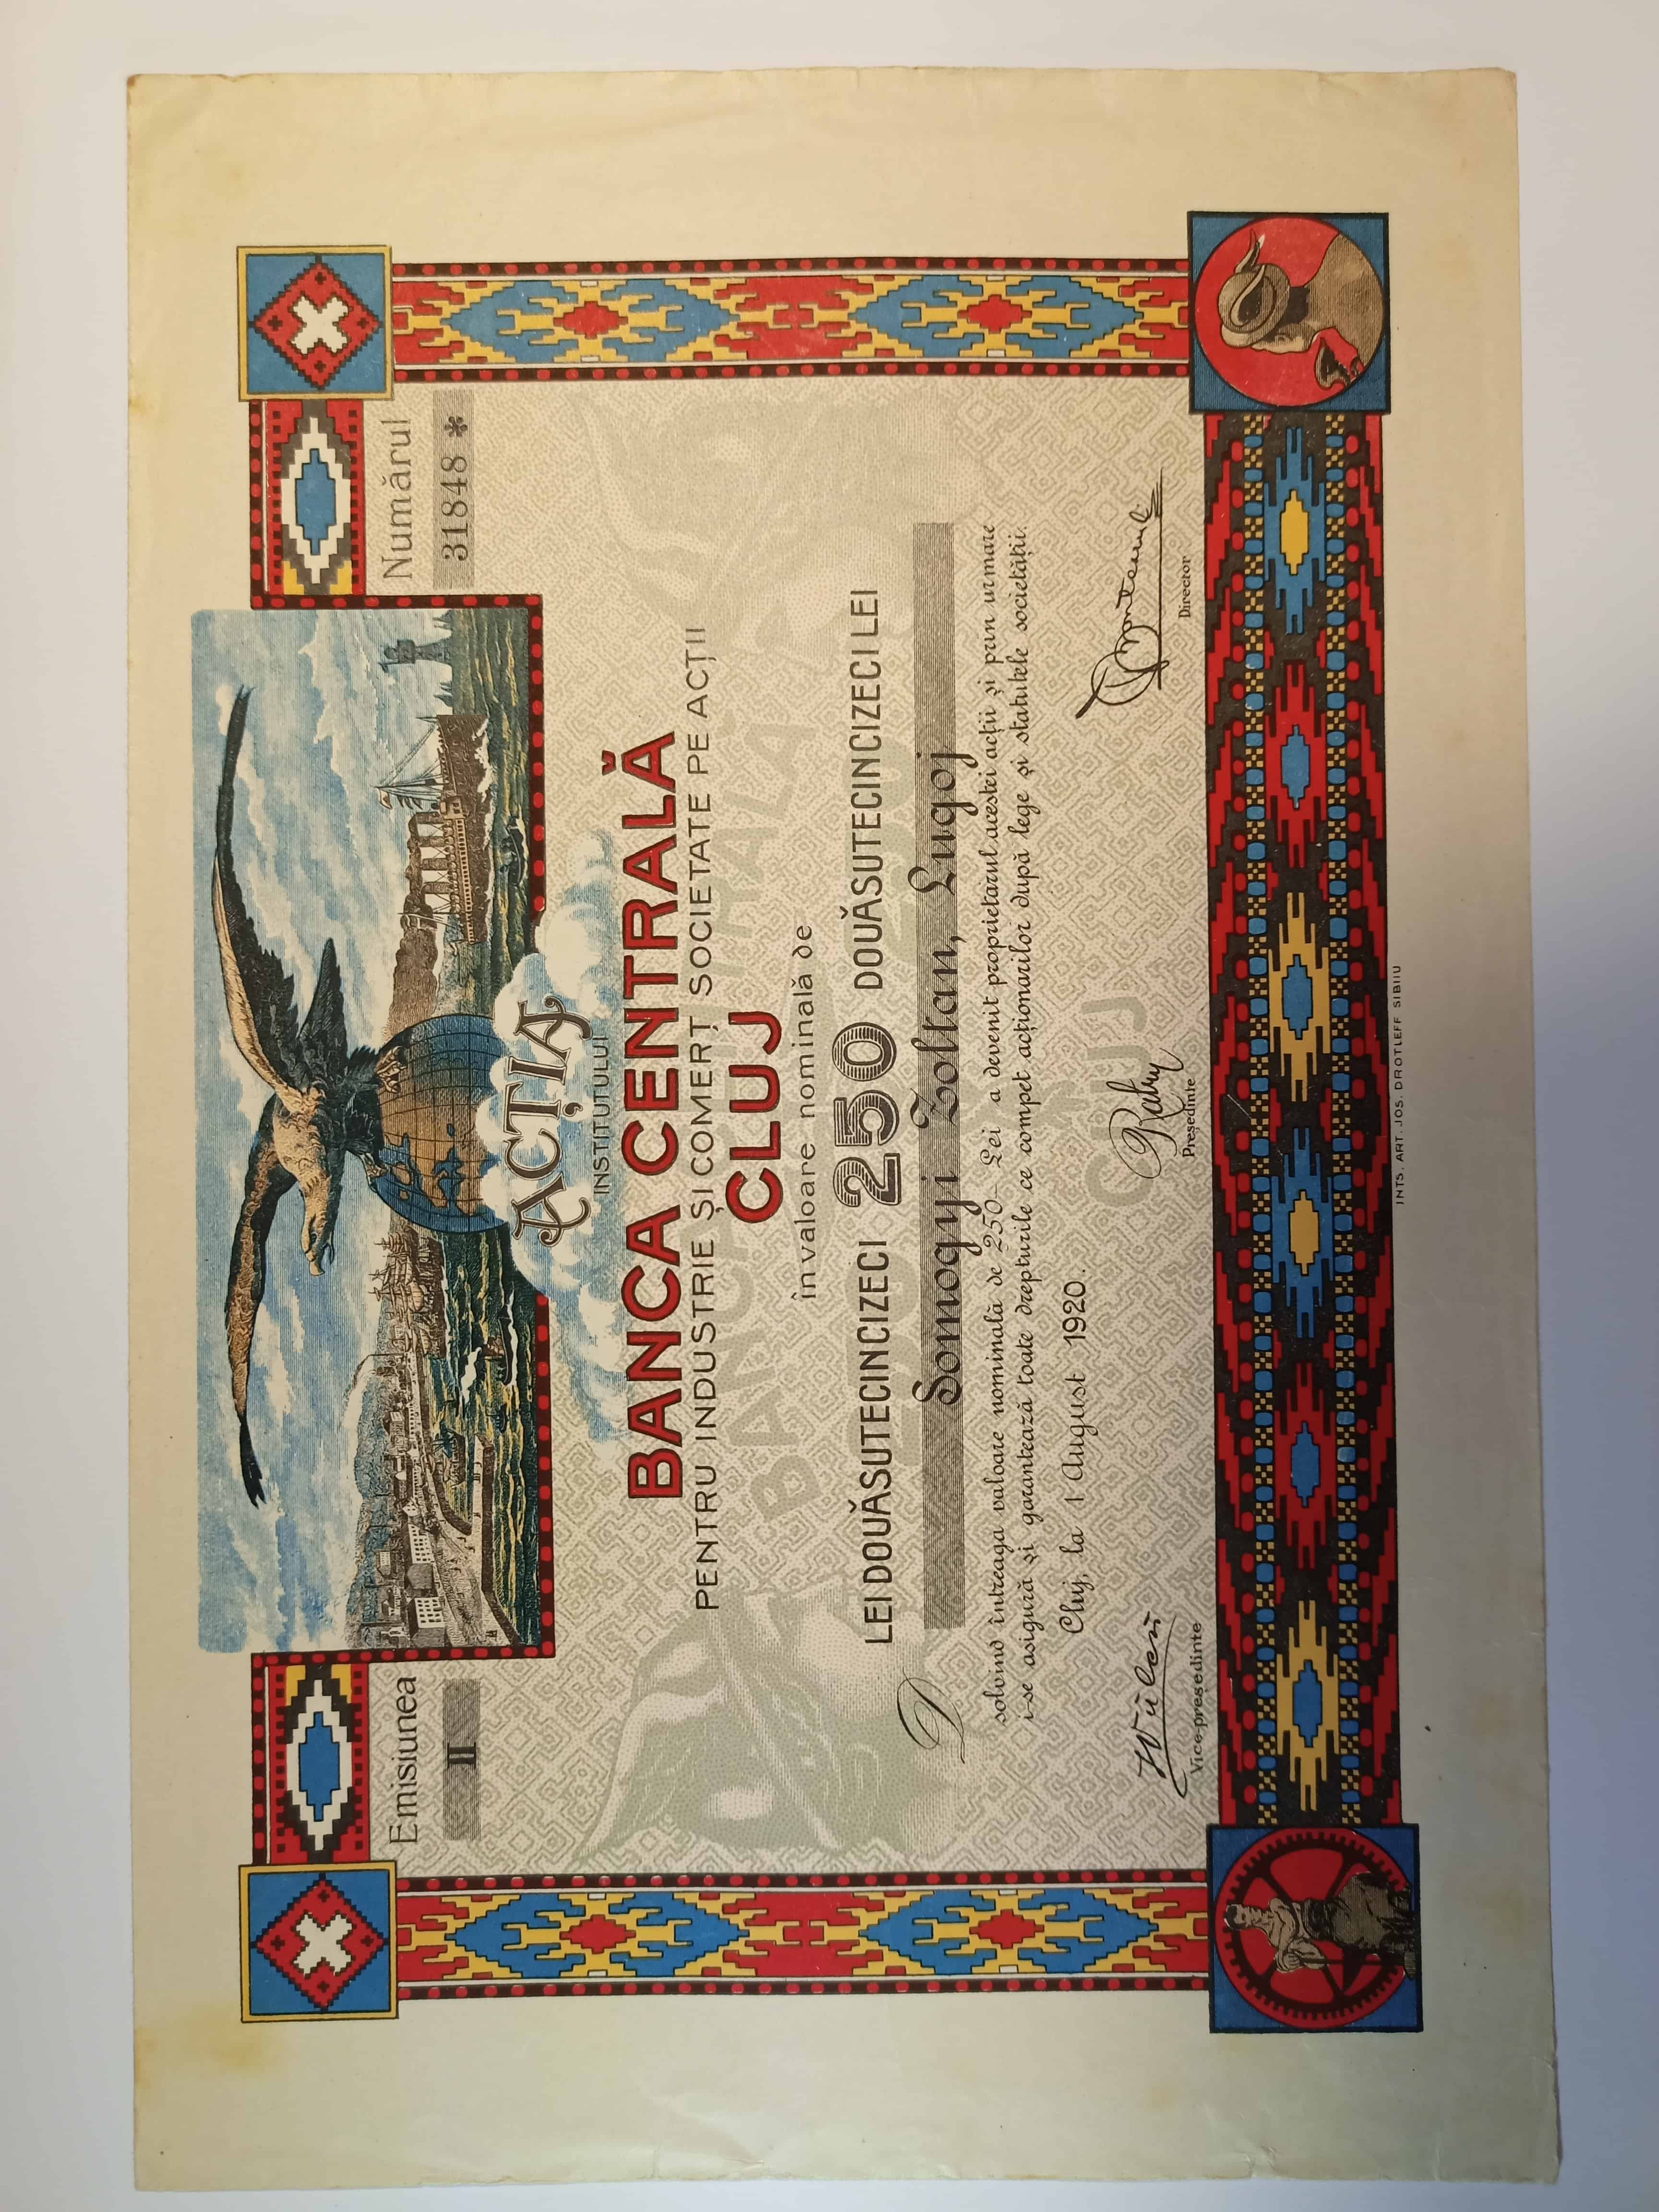 Emisiunea
II
Numărul
31848 *
ACȚIA
INSTITUTULUI
BANCA CENTRALĂ
PENTRU INDUSTRIE ȘI COMERȚ SOCIETATE PE ACȚII
CLUJ
în valoare nominală de
LEI DOUĂSUTECINCIZECI 250 DOUĂSUTECINCIZECI LEI
D Somogyi Zoltan, Lugoj
solvind întreaga valoare nominală de 250– Lei a devenit proprietarul acestei acții și prin urmare
i-se asigură și garantează toate drepturile ce compet acționarilor după lege și statutele societății.
Cluj, la 1 August 1920.
Vice-președinte
Președinte
Director
INTS. ART. JOS. DROTLEFF SIBIIU